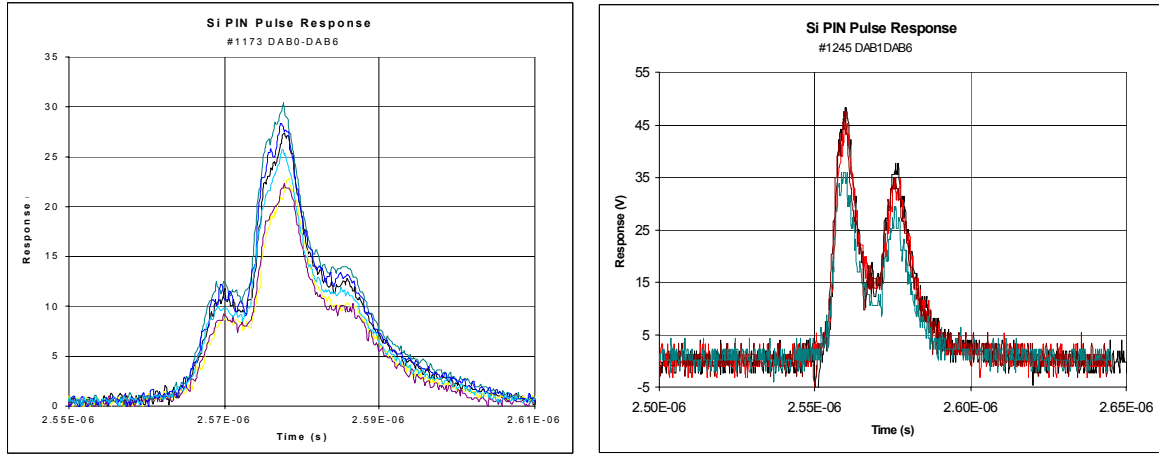 Si PIN Pulse Response
#1173 DAB0-DAB6
35
30
25
20
15
10
5
0
Response
2.55E-06 2.57E-06 2.59E-06 2.61E-06
Time (s)
Si PIN Pulse Response
#1245 DAB1DAB6
55
45
35
25
15
5
-5
Response (V)
2.50E-06 2.55E-06 2.60E-06 2.65E-06
Time (s)